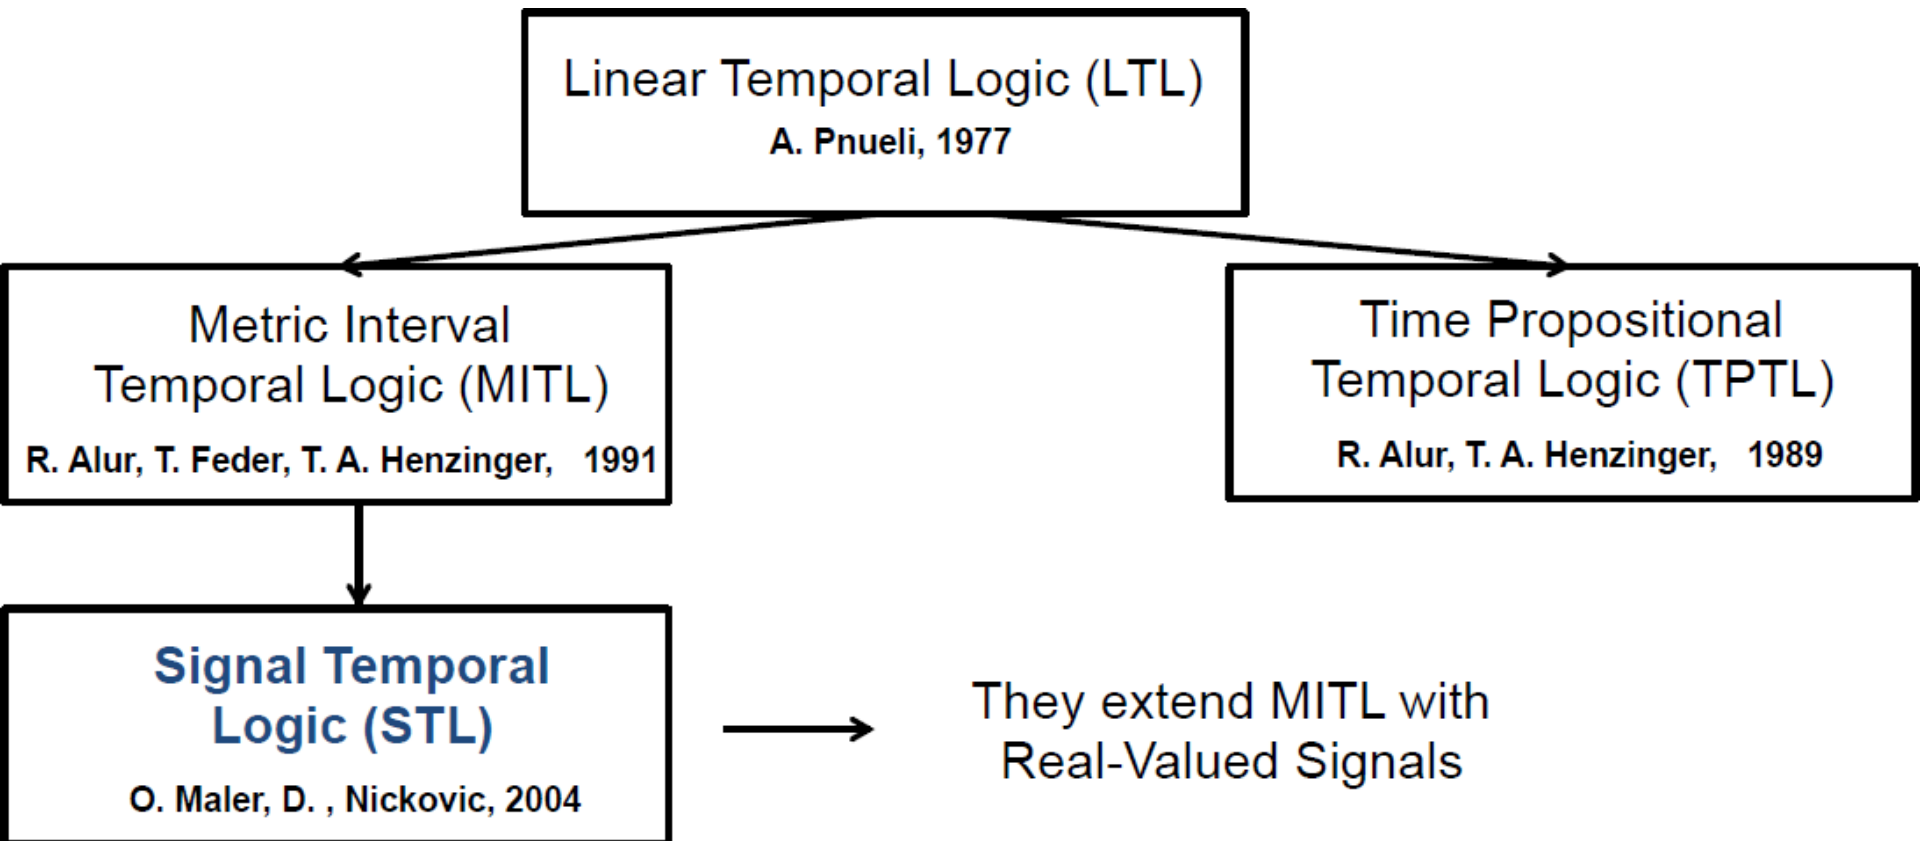 Linear Temporal Logic (LTL)
A. Pnueli, 1977
Metric Interval
Temporal Logic (MITL)
R. Alur, T. Feder, T. A. Henzinger, 1991
Time Propositional
Temporal Logic (TPTL)
R. Alur, T. A. Henzinger, 1989
Signal Temporal
Logic (STL)
O. Maler, D. , Nickovic, 2004
They extend MITL with
Real-Valued Signals